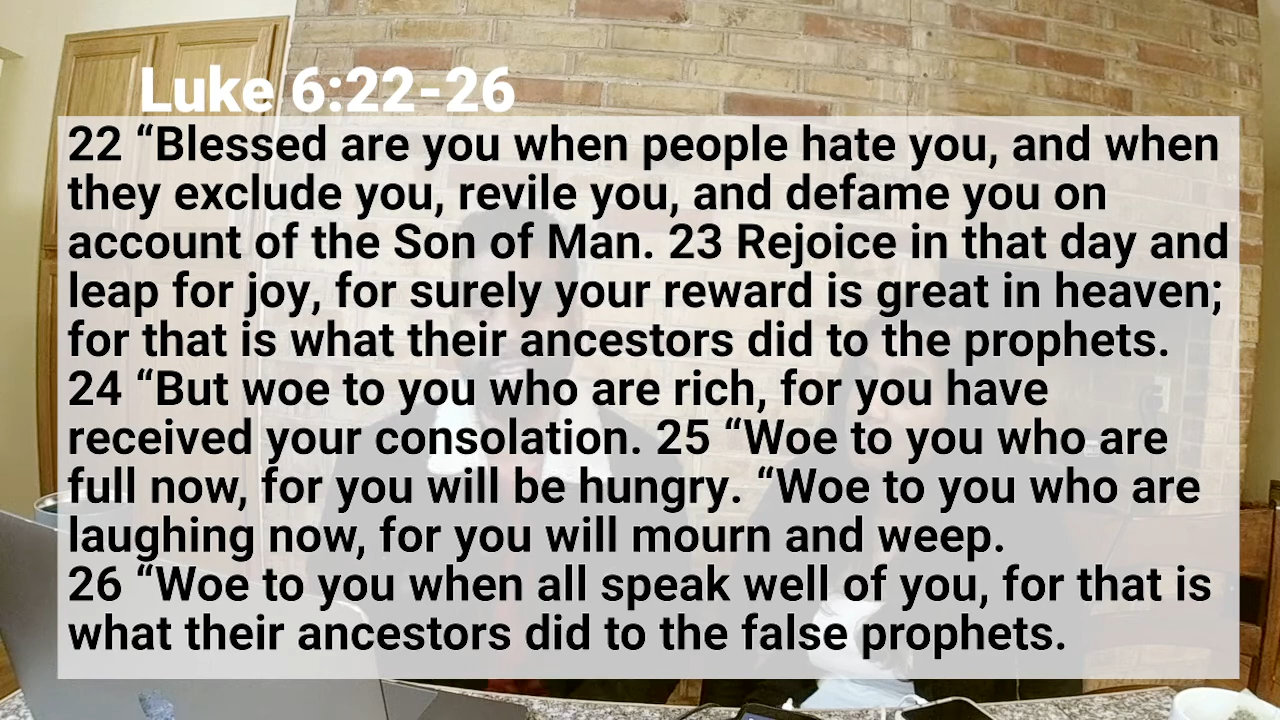 Luke 6:22-26
22 “Blessed are you when people hate you, and when
they exclude you, revile you, and defame you on
account of the Son of Man. 23 Rejoice in that day and
leap for joy, for surely your reward is great in heaven;
for that is what their ancestors did to the prophets.
24 “But woe to you who are rich, for you have
received your consolation. 25 “Woe to you who are
full now, for you will be hungry. “Woe to you who are
laughing now, for you will mourn and weep.
26 “Woe to you when all speak well of you, for that is
what their ancestors did to the false prophets.